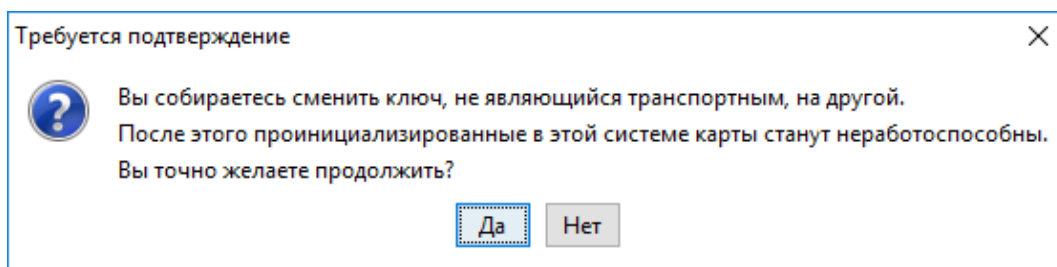 Требуется подтверждение
Вы собираетесь сменить ключ, не являющийся транспортным, на другой.
После этого проинициализированные в этой системе карты станут неработоспособны.
Вы точно желаете продолжить?
Да Нет